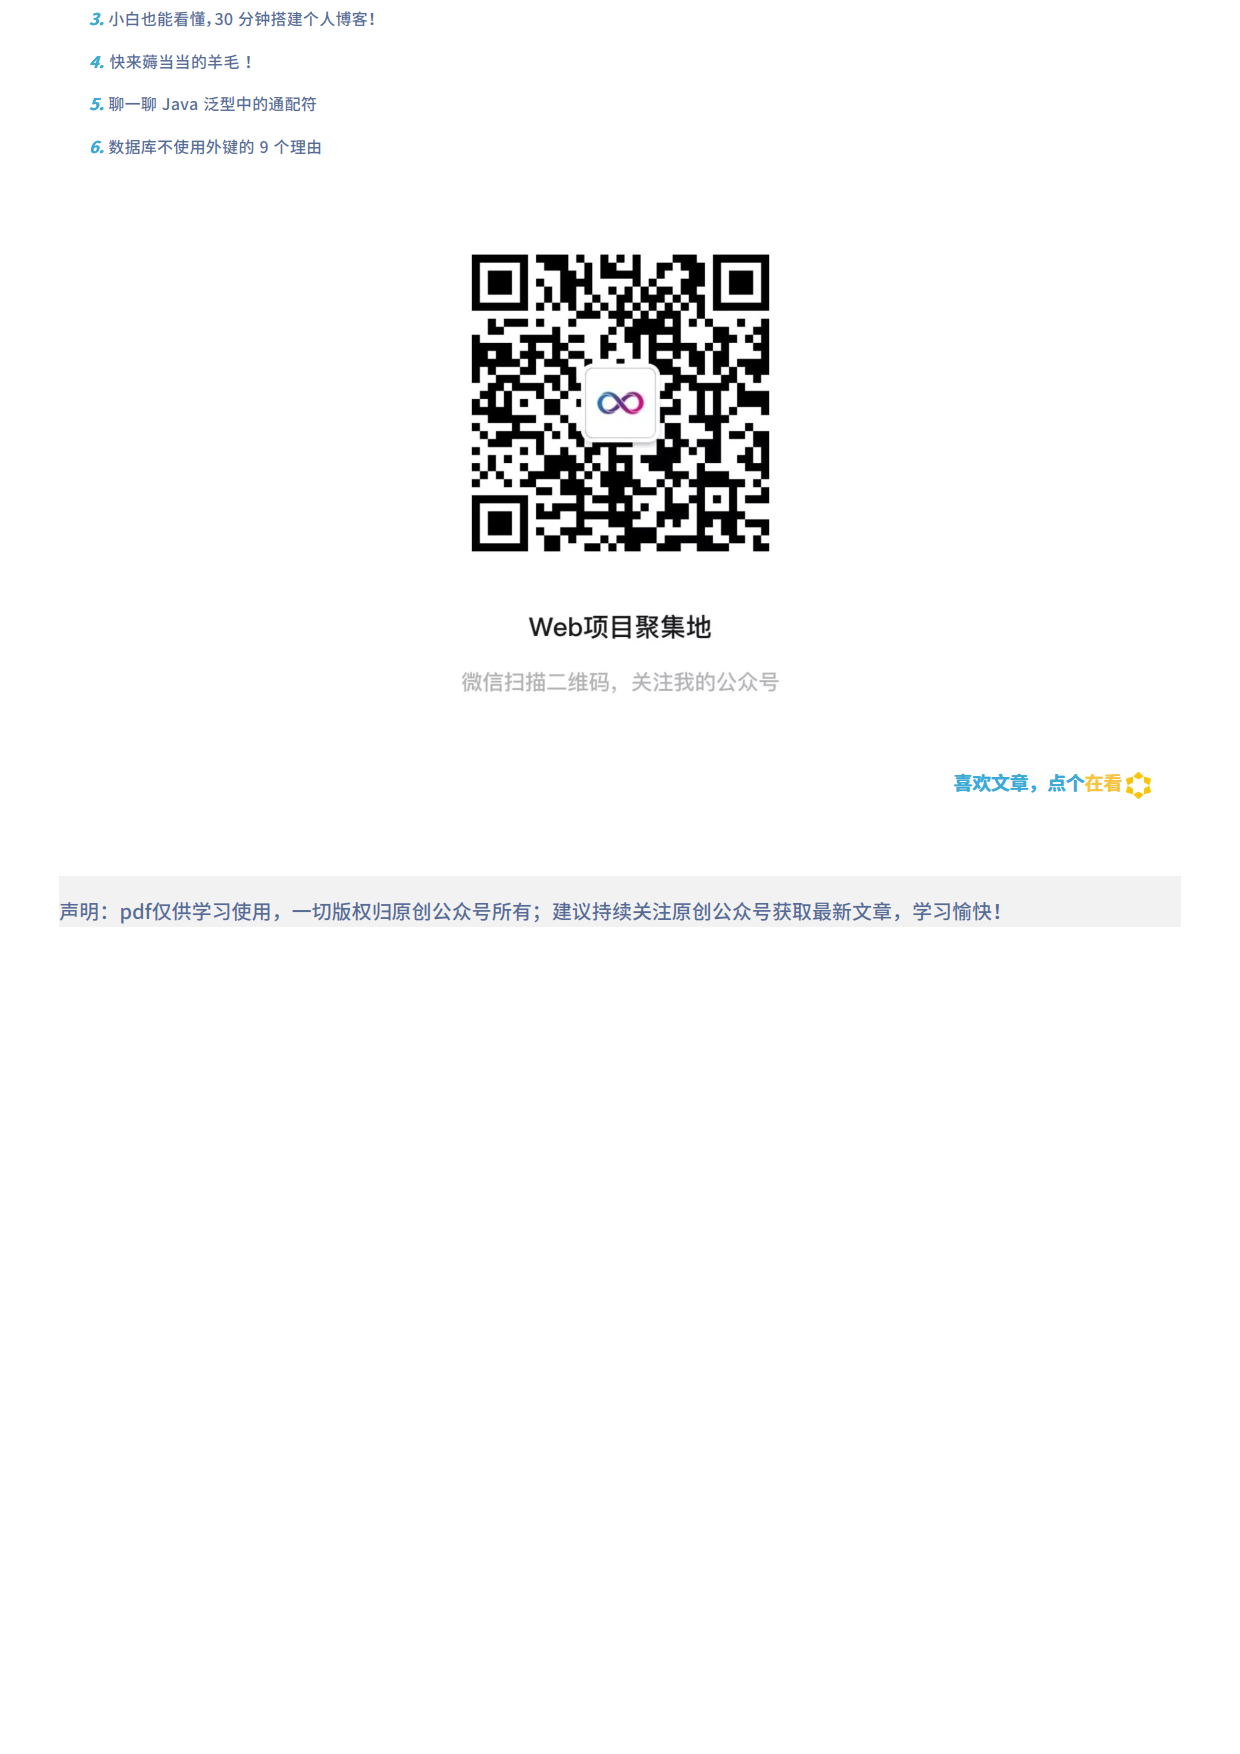 3. 小白也能看懂，30 分钟搭建个人博客！
4. 快来薅当当的羊毛 ！
5. 聊一聊 Java 泛型中的通配符
6. 数据库不使用外键的 9 个理由
Web项目聚集地
微信扫描二维码，关注我的公众号
喜欢文章，点个在看
声明：pdf仅供学习使用，一切版权归原创公众号所有；建议持续关注原创公众号获取最新文章，学习愉快！